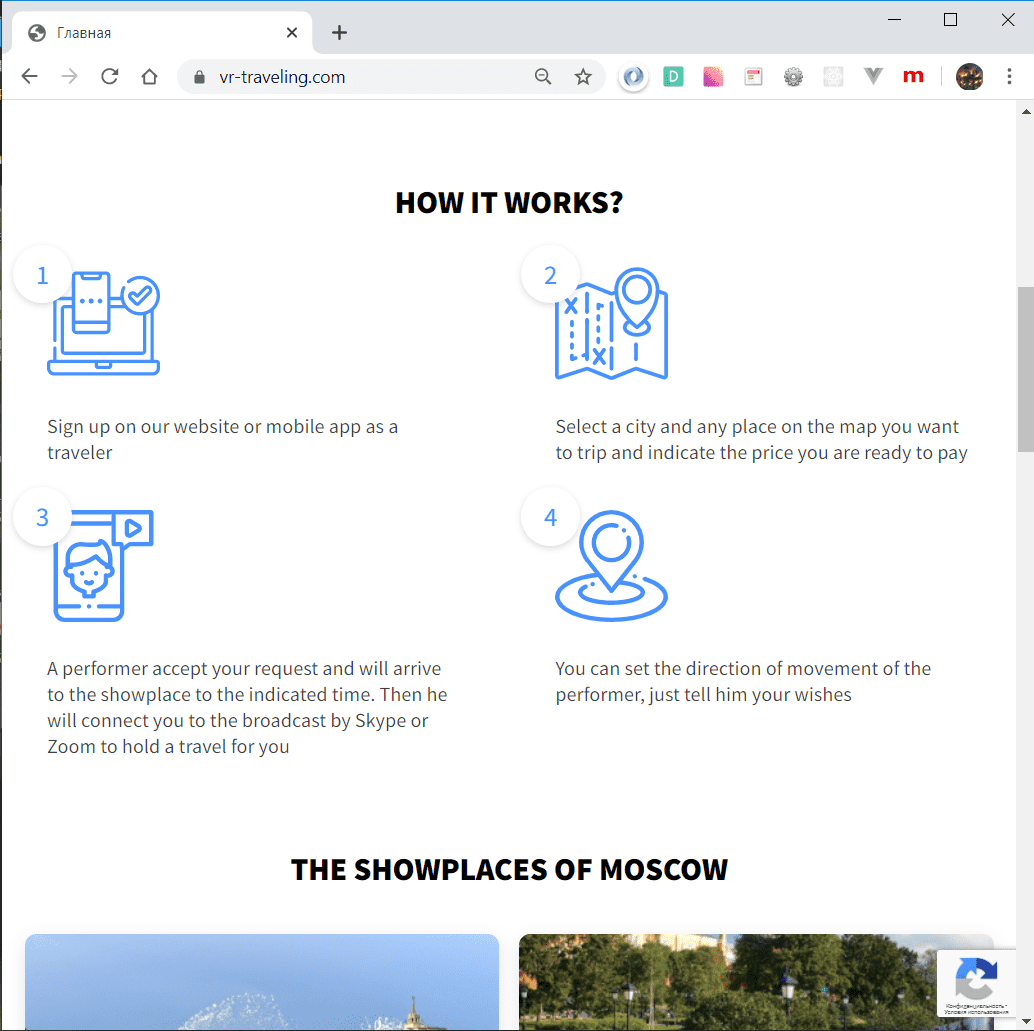 Главная
vr-traveling.com
D
m
HOW IT WORKS?
1
2
Sign up on our website or mobile app as a
traveler
Select a city and any place on the map you want
to trip and indicate the price you are ready to pay
3
4
A performer accept your request and will arrive
to the showplace to the indicated time. Then he
will connect you to the broadcast by Skype or
Zoom to hold a travel for you
You can set the direction of movement of the
performer, just tell him your wishes
THE SHOWPLACES OF MOSCOW
Конфиденциальность -
Условия использования